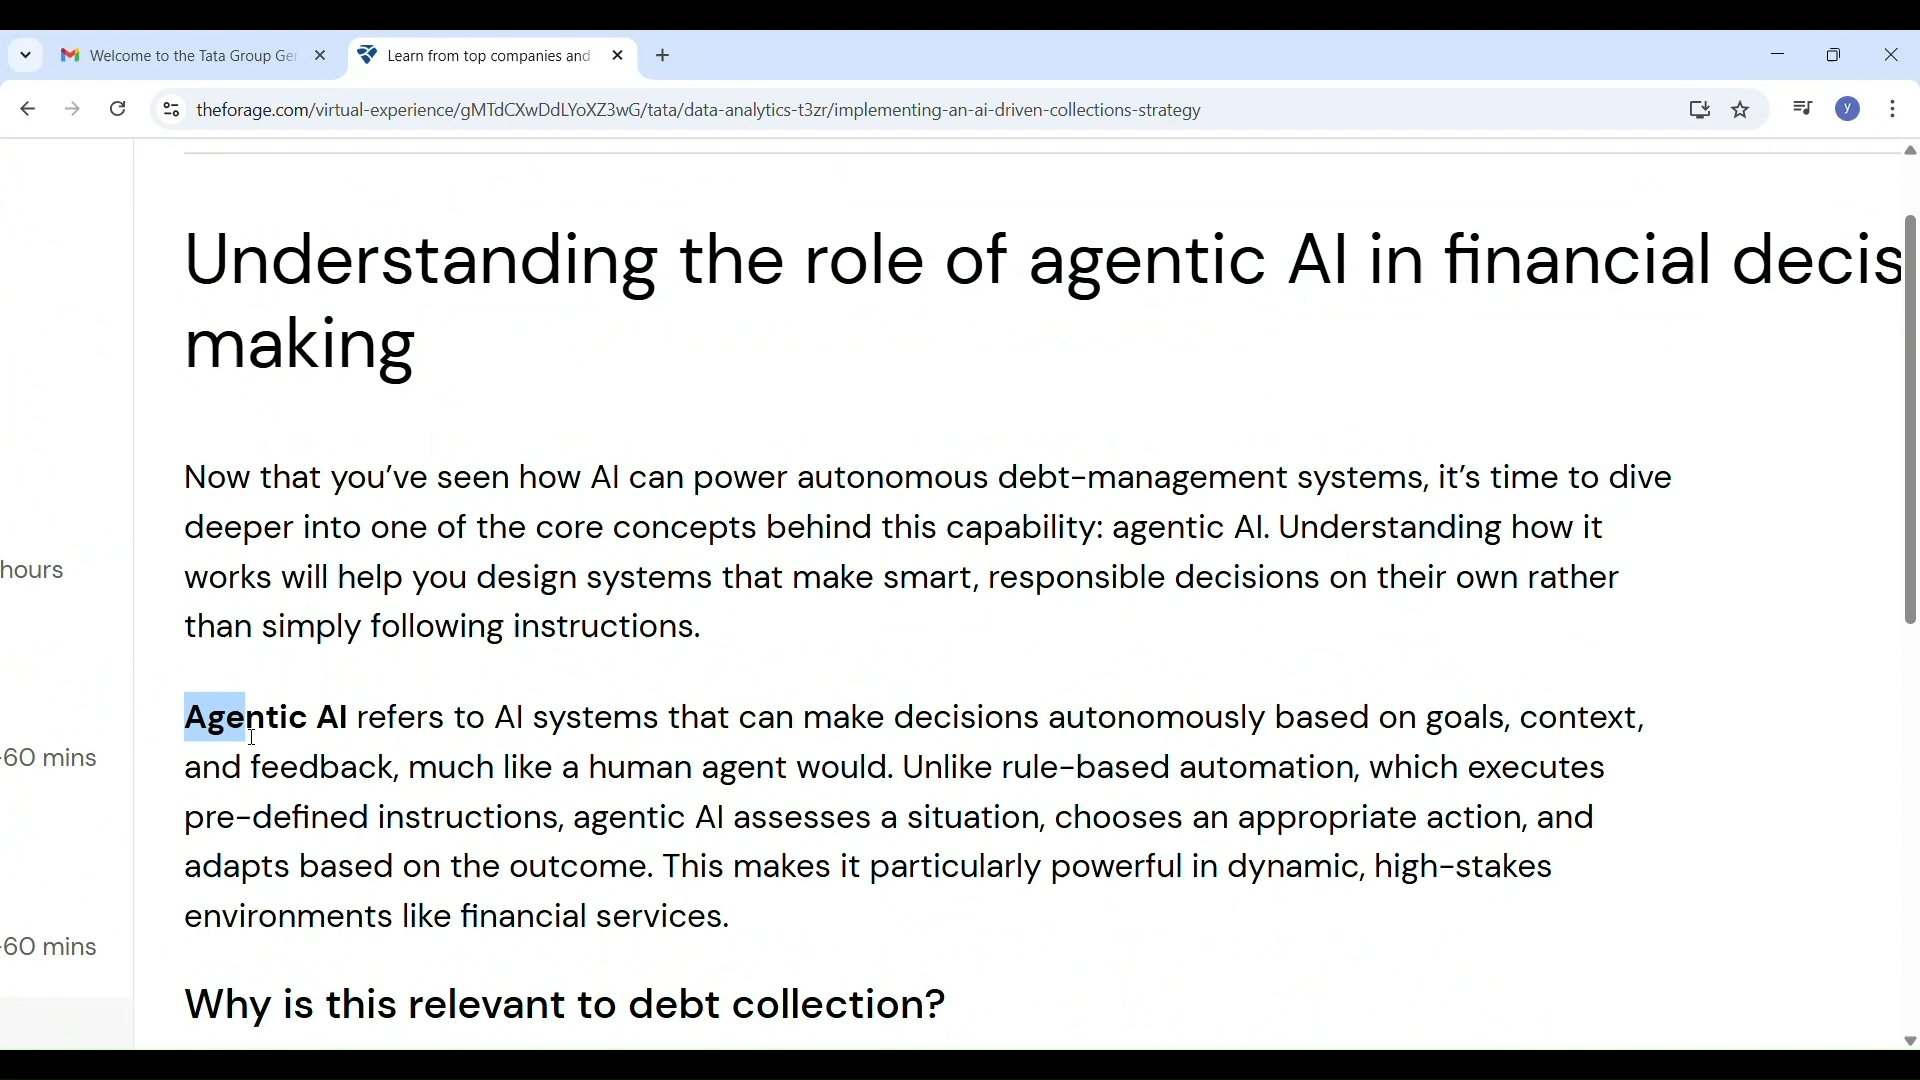 Welcome to the Tata Group Ger
Learn from top companies and
theforage.com/virtual-experience/gMTdCXwDdLYoXZ3wG/tata/data-analytics-t3zr/implementing-an-ai-driven-collections-strategy
y
Understanding the role of agentic AI in financial decis
making
Now that you’ve seen how AI can power autonomous debt-management systems, it’s time to dive
deeper into one of the core concepts behind this capability: agentic AI. Understanding how it
works will help you design systems that make smart, responsible decisions on their own rather
than simply following instructions.
hours
Agentic AI refers to AI systems that can make decisions autonomously based on goals, context,
and feedback, much like a human agent would. Unlike rule-based automation, which executes
pre-defined instructions, agentic AI assesses a situation, chooses an appropriate action, and
adapts based on the outcome. This makes it particularly powerful in dynamic, high-stakes
environments like financial services.
-60 mins
-60 mins
Why is this relevant to debt collection?